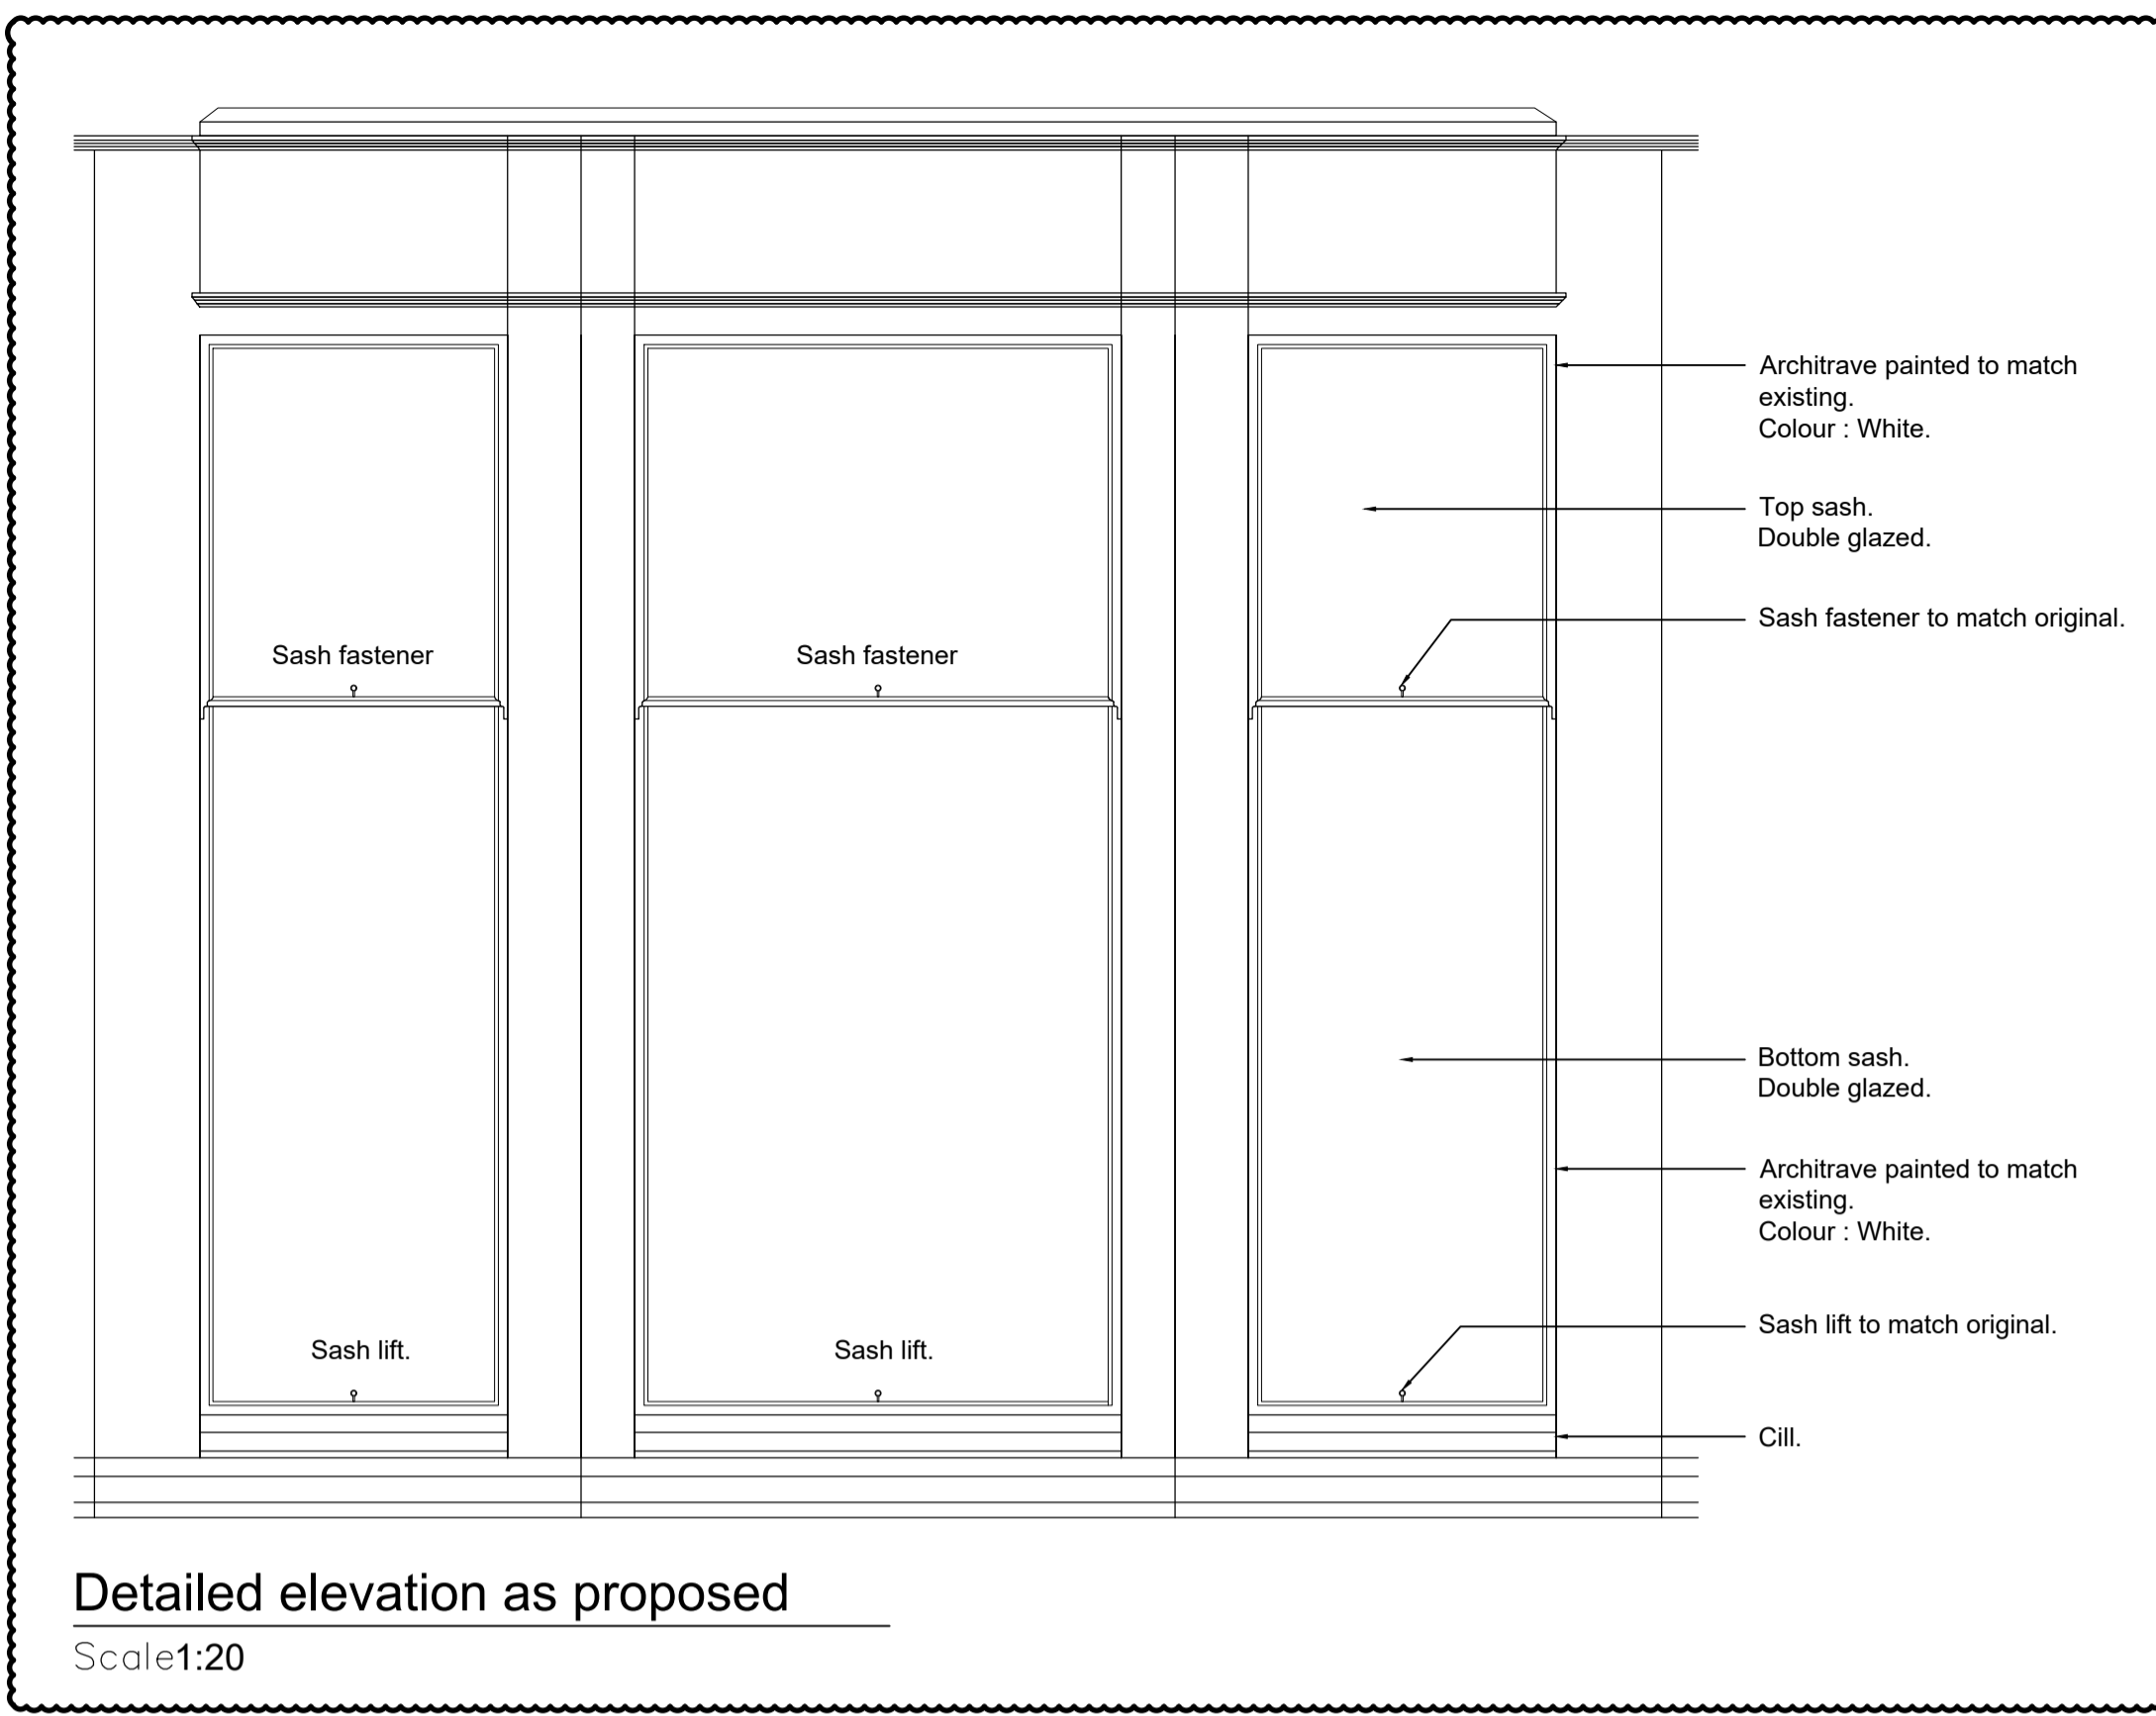 Architrave painted to match
existing.
Colour : White.
Top sash.
Double glazed.
Sash fastener to match original.
Sash fastener
Sash fastener
Bottom sash.
Double glazed.
Architrave painted to match
existing.
Colour : White.
Sash lift to match original.
Sash lift.
Sash lift.
Cill.
Detailed elevation as proposed
Scale1:20